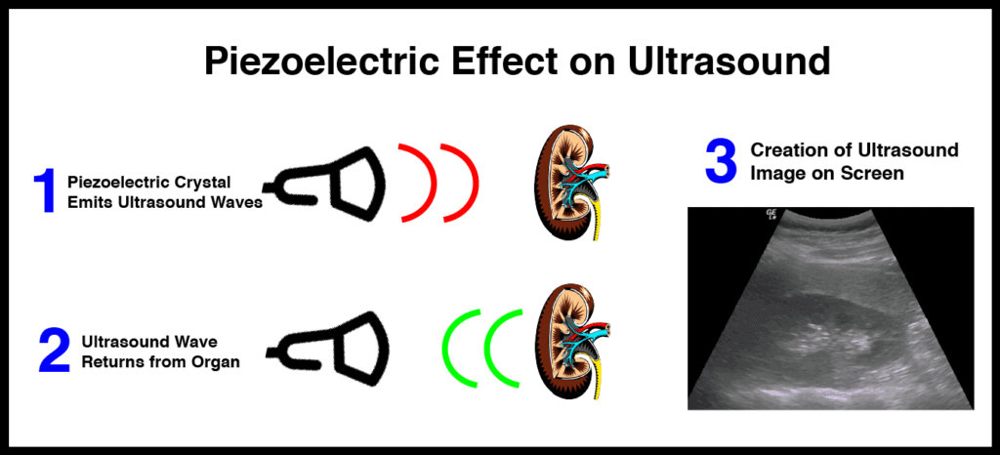 Piezoelectric Effect on Ultrasound
1
Piezoelectric Crystal
Emits Ultrasound Waves
2
Ultrasound Wave
Returns from Organ
3
Creation of Ultrasound
Image on Screen
GE
L